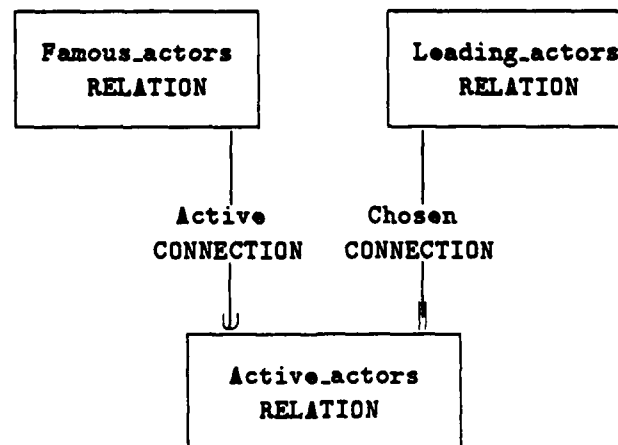 Famous_actors
RELATION
Leading_actors
RELATION
Active
CONNECTION
Chosen
CONNECTION
Active_actors
RELATION